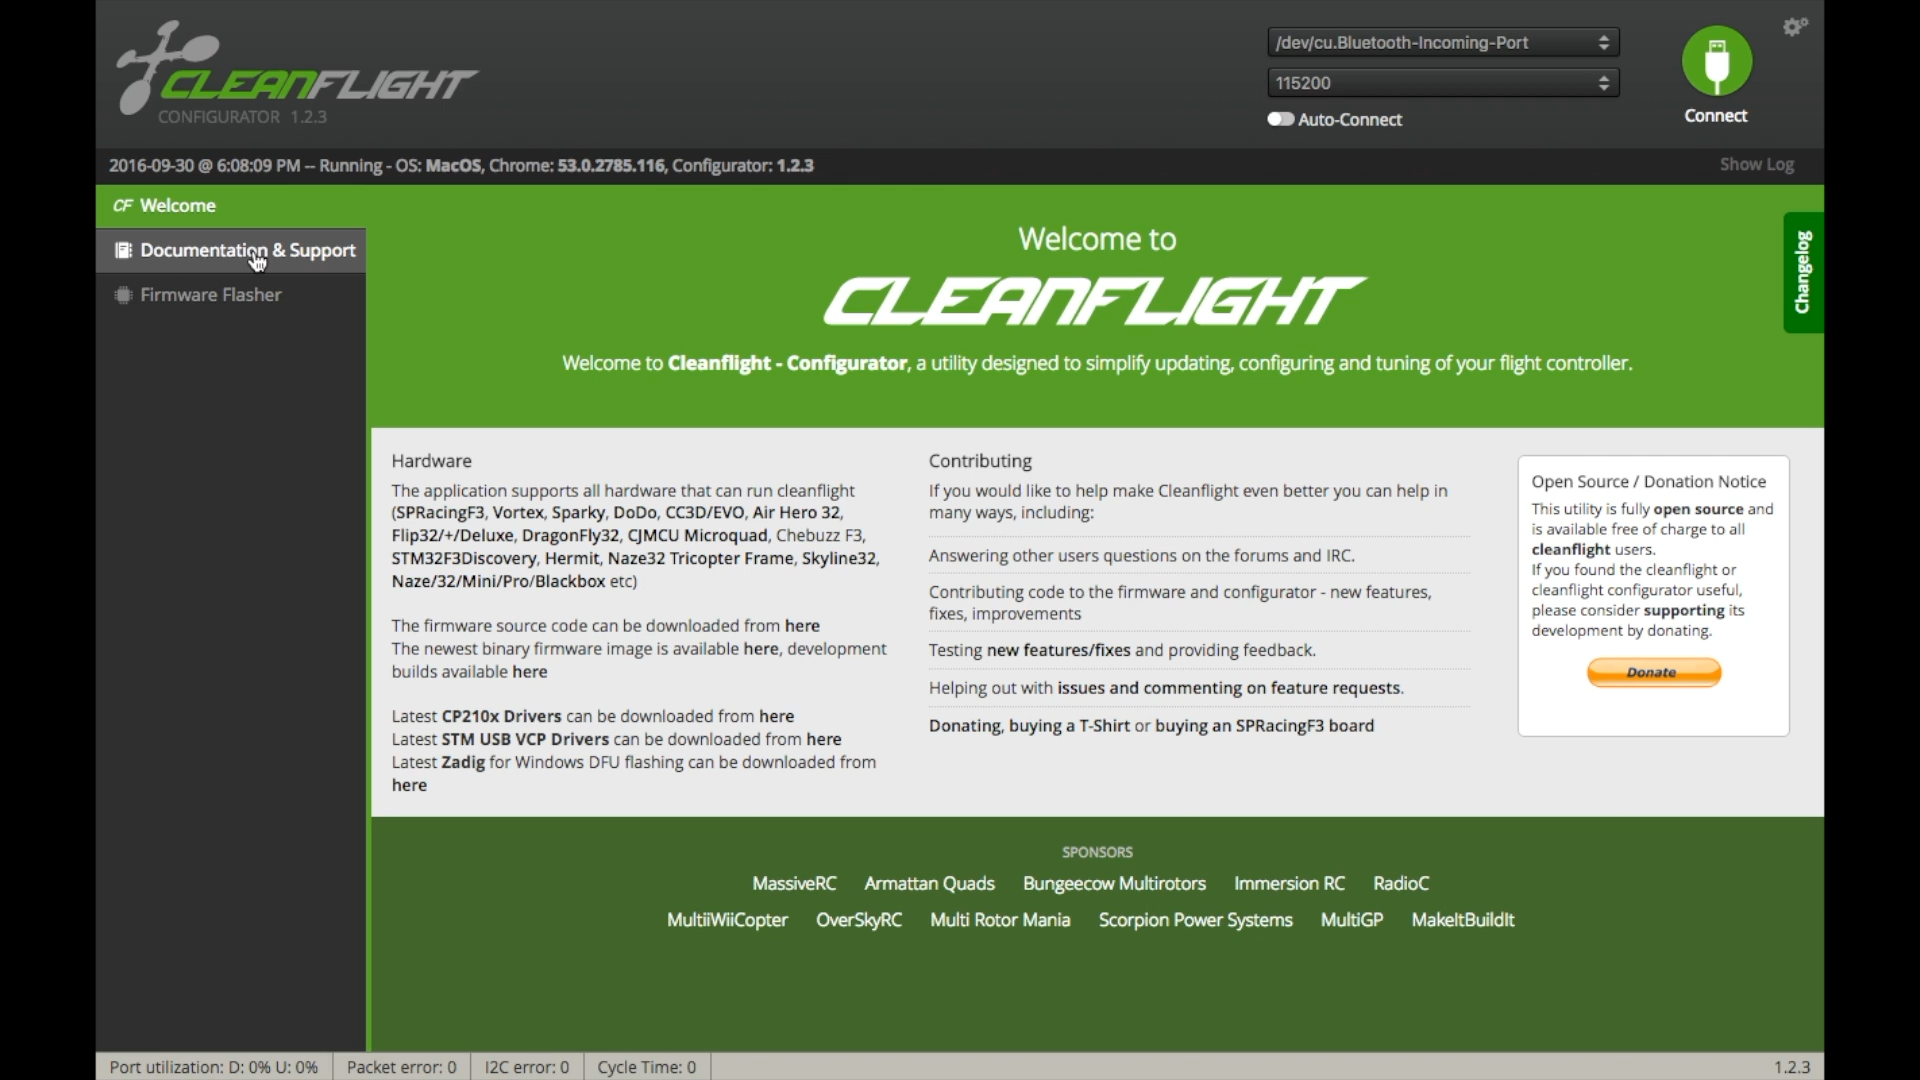 CLEANFLIGHT
CONFIGURATOR 1.2.3
/dev/cu.Bluetooth-Incoming-Port
115200
Auto-Connect
Connect
2016-09-30 @ 6:08:09 PM -- Running - OS: MacOS, Chrome: 53.0.2785.116, Configurator: 1.2.3
Show Log
CF Welcome
Documentation & Support
Firmware Flasher
Welcome to
CLEANFLIGHT
Welcome to Cleanflight - Configurator, a utility designed to simplify updating, configuring and tuning of your flight controller.
Changelog
Hardware
The application supports all hardware that can run cleanflight
(SPRacingF3, Vortex, Sparky, DoDo, CC3D/EVO, Air Hero 32,
Flip32/+/Deluxe, DragonFly32, CJMCU Microquad, Chebuzz F3,
STM32F3Discovery, Hermit, Naze32 Tricopter Frame, Skyline32,
Naze/32/Mini/Pro/Blackbox etc)
The firmware source code can be downloaded from here
The newest binary firmware image is available here, development
builds available here
Latest CP210x Drivers can be downloaded from here
Latest STM USB VCP Drivers can be downloaded from here
Latest Zadig for Windows DFU flashing can be downloaded from
here
Contributing
If you would like to help make Cleanflight even better you can help in
many ways, including:
Answering other users questions on the forums and IRC.
Contributing code to the firmware and configurator - new features,
fixes, improvements
Testing new features/fixes and providing feedback.
Helping out with issues and commenting on feature requests.
Donating, buying a T-Shirt or buying an SPRacingF3 board
Open Source / Donation Notice
This utility is fully open source and
is available free of charge to all
cleanflight users.
If you found the cleanflight or
cleanflight configurator useful,
please consider supporting its
development by donating.
Donate
SPONSORS
MassiveRC Armattan Quads Bungeecow Multirotors Immersion RC RadioC
MultiiWiiCopter OverSkyRC Multi Rotor Mania Scorpion Power Systems MultiGP MakeItBuildIt
Port utilization: D: 0% U: 0% Packet error: 0 I2C error: 0 Cycle Time: 0 1.2.3